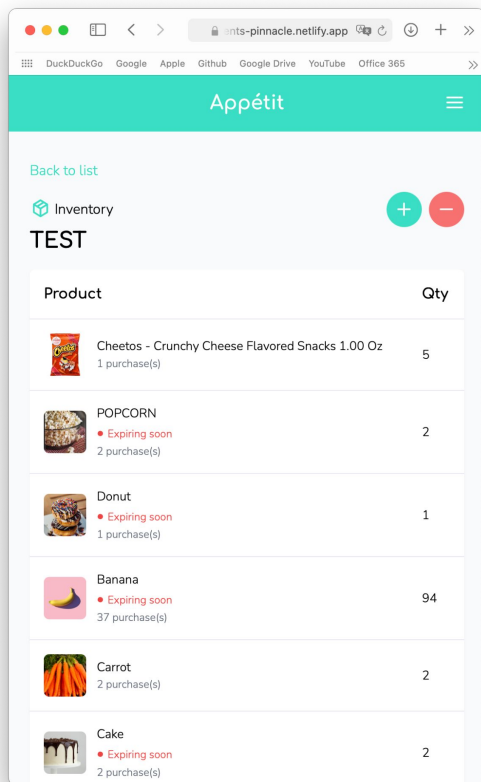 ents-pinnacle.netlify.app
DuckDuckGo Google Apple Github Google Drive YouTube Office 365
Appétit
Back to list
Inventory
TEST
Product Qty
Cheetos - Crunchy Cheese Flavored Snacks 1.00 Oz
1 purchase(s)
5
POPCORN
Expiring soon
2 purchase(s)
2
Donut
Expiring soon
1 purchase(s)
1
Banana
Expiring soon
37 purchase(s)
94
Carrot
2 purchase(s)
2
Cake
Expiring soon
2 purchase(s)
2